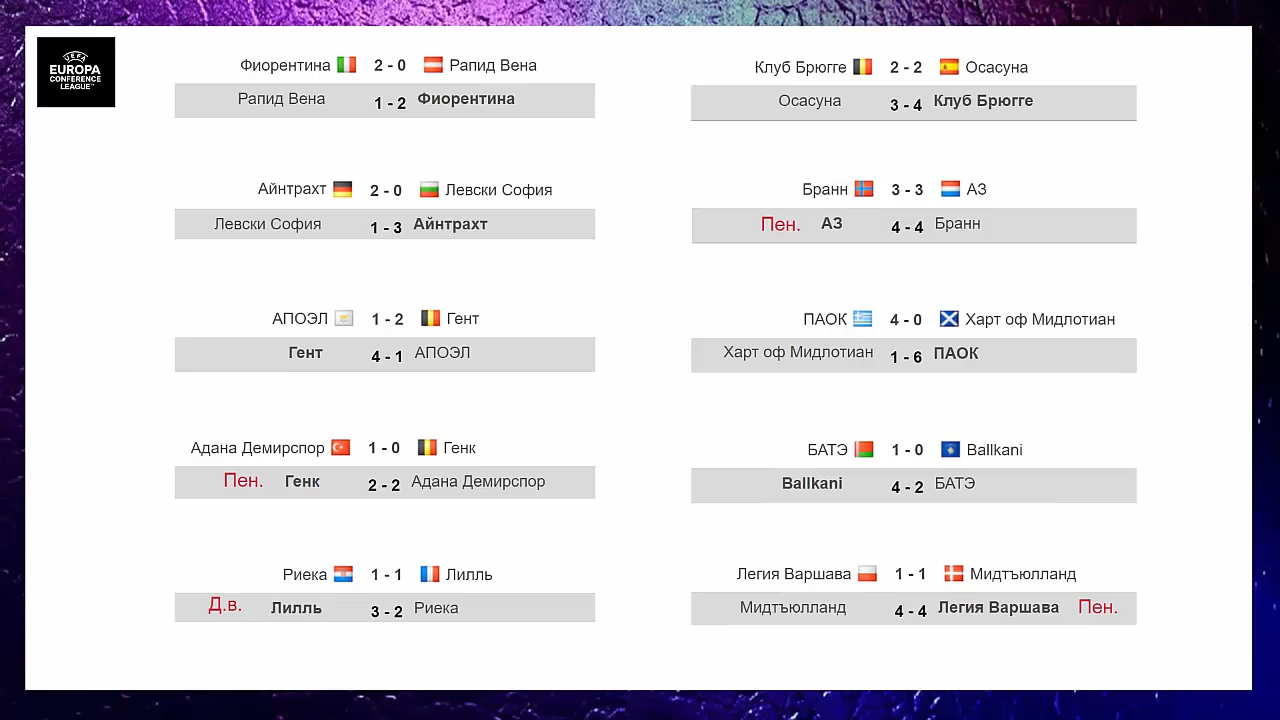 UEFA
EUROPA
CONFERENCE
LEAGUE™
Фиорентина 2 - 0 Рапид Вена
Рапид Вена 1 - 2 Фиорентина
Айнтрахт 2 - 0 Левски София
Левски София 1 - 3 Айнтрахт
АПОЭЛ 1 - 2 Гент
Гент 4 - 1 АПОЭЛ
Адана Демирспор 1 - 0 Генк
Пен. Генк 2 - 2 Адана Демирспор
Риека 1 - 1 Лилль
Д.в. Лилль 3 - 2 Риека
Клуб Брюгге 2 - 2 Осасуна
Осасуна 3 - 4 Клуб Брюгге
Бранн 3 - 3 АЗ
Пен. АЗ 4 - 4 Бранн
ПАОК 4 - 0 Харт оф Мидлотиан
Харт оф Мидлотиан 1 - 6 ПАОК
БАТЭ 1 - 0 Ballkani
Ballkani 4 - 2 БАТЭ
Легия Варшава 1 - 1 Мидтъюлланд
Мидтъюлланд 4 - 4 Легия Варшава Пен.